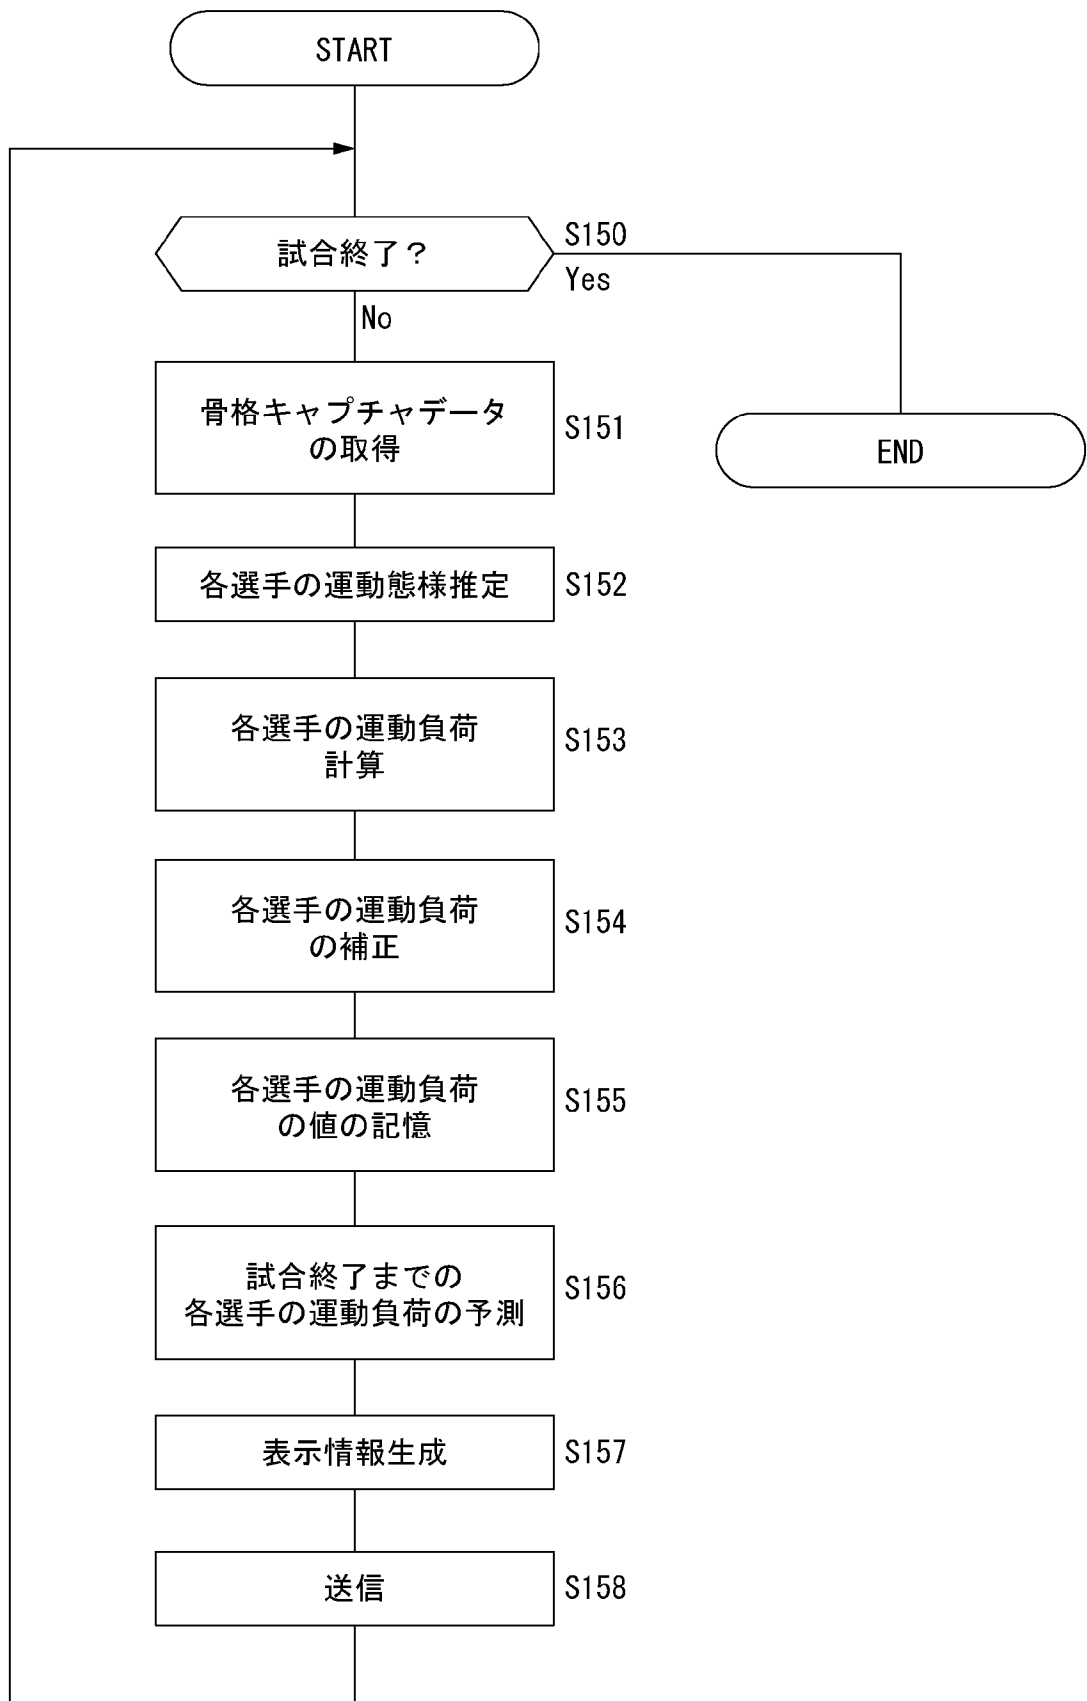 START
試合終了？
S150
Yes
No
骨格キャプチャデータ
の取得
S151
END
各選手の運動態様推定
S152
各選手の運動負荷
計算
S153
各選手の運動負荷
の補正
S154
各選手の運動負荷
の値の記憶
S155
試合終了までの
各選手の運動負荷の予測
S156
表示情報生成
S157
送信
S158